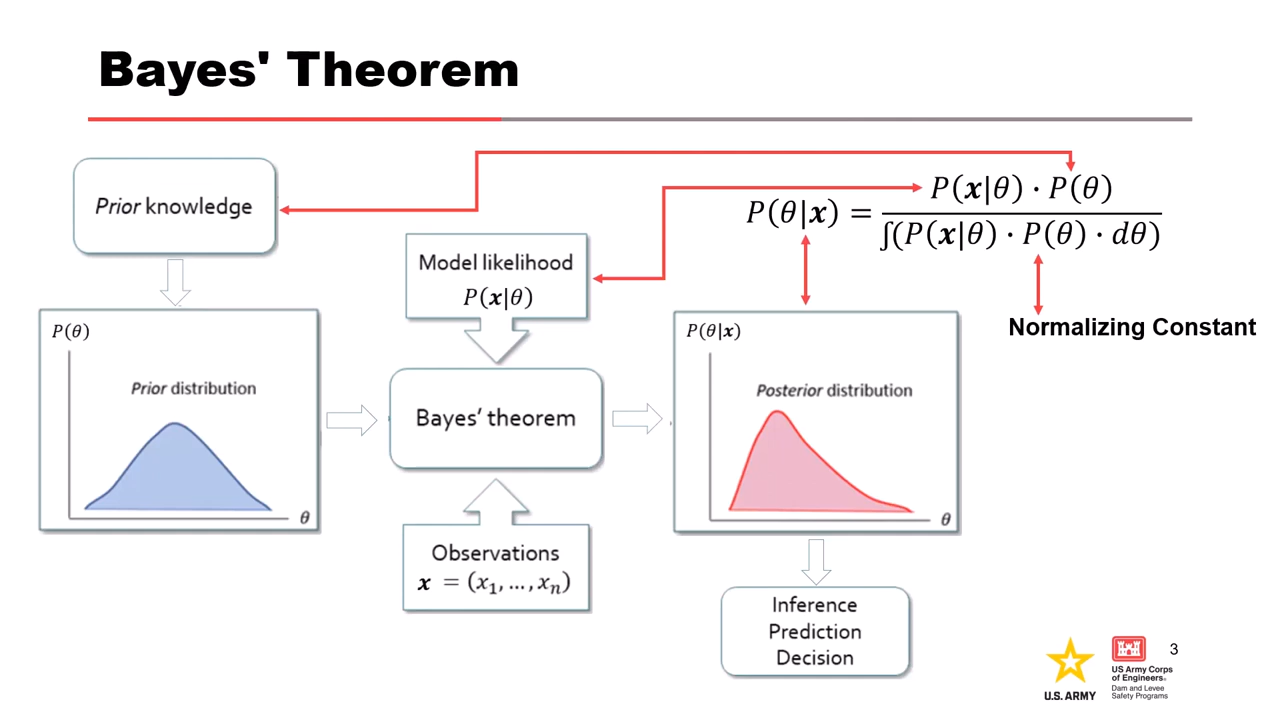 Bayes' Theorem
Prior knowledge
Model likelihood
P(x|θ)
P(θ|x) = P(x|θ) · P(θ)
∫(P(x|θ) · P(θ) · dθ)
Normalizing Constant
P(θ)
Prior distribution
θ
Bayes’ theorem
P(θ|x)
Posterior distribution
θ
Observations
x = (x₁, ..., xₙ)
Inference
Prediction
Decision
U.S. ARMY
US Army Corps
of Engineers®
Dam and Levee
Safety Programs
3